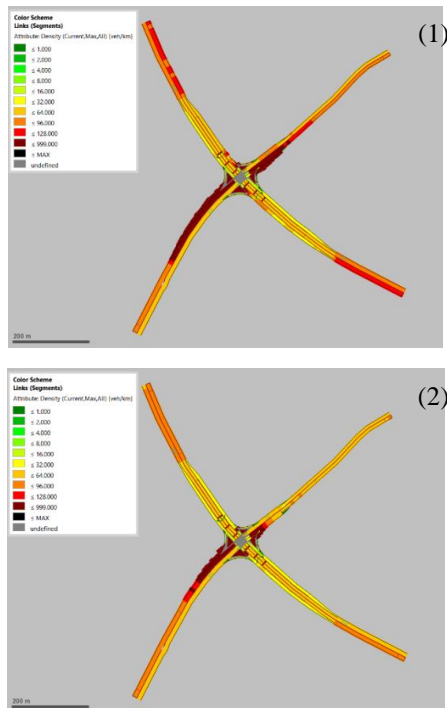 (1)
Color Scheme
Links (Segments)
Attribute: Density (Current,Max,All) [veh/km]
≤ 1.000
≤ 2.000
≤ 4.000
≤ 8.000
≤ 16.000
≤ 32.000
≤ 64.000
≤ 96.000
≤ 128.000
≤ 999.000
≤ MAX
undefined
200 m
(2)
Color Scheme
Links (Segments)
Attribute: Density (Current,Max,All) [veh/km]
≤ 1.000
≤ 2.000
≤ 4.000
≤ 8.000
≤ 16.000
≤ 32.000
≤ 64.000
≤ 96.000
≤ 128.000
≤ 999.000
≤ MAX
undefined
200 m